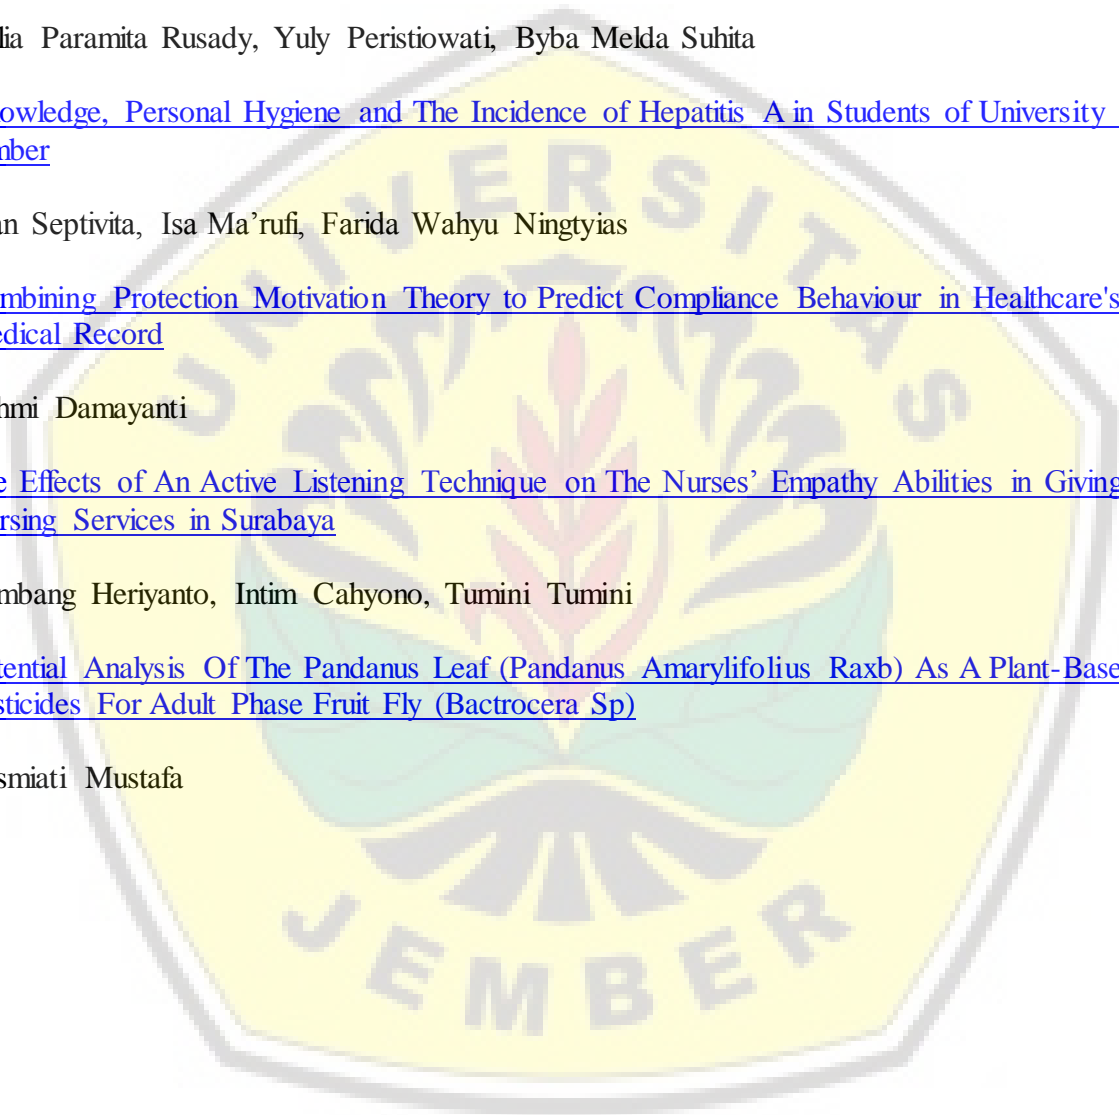 lia Paramita Rusady, Yuly Peristiowati, Byba Melda Suhita
owledge, Personal Hygiene and The Incidence of Hepatitis A in Students of University
mber
an Septivita, Isa Ma’rufi, Farida Wahyu Ningtyias
mbining Protection Motivation Theory to Predict Compliance Behaviour in Healthcare's
edical Record
hmi Damayanti
e Effects of An Active Listening Technique on The Nurses’ Empathy Abilities in Giving
rsing Services in Surabaya
mbang Heriyanto, Intim Cahyono, Tumini Tumini
tential Analysis Of The Pandanus Leaf (Pandanus Amarylifolius Raxb) As A Plant-Base
sticides For Adult Phase Fruit Fly (Bactrocera Sp)
smiati Mustafa
UNIVERSITAS
JEMBER